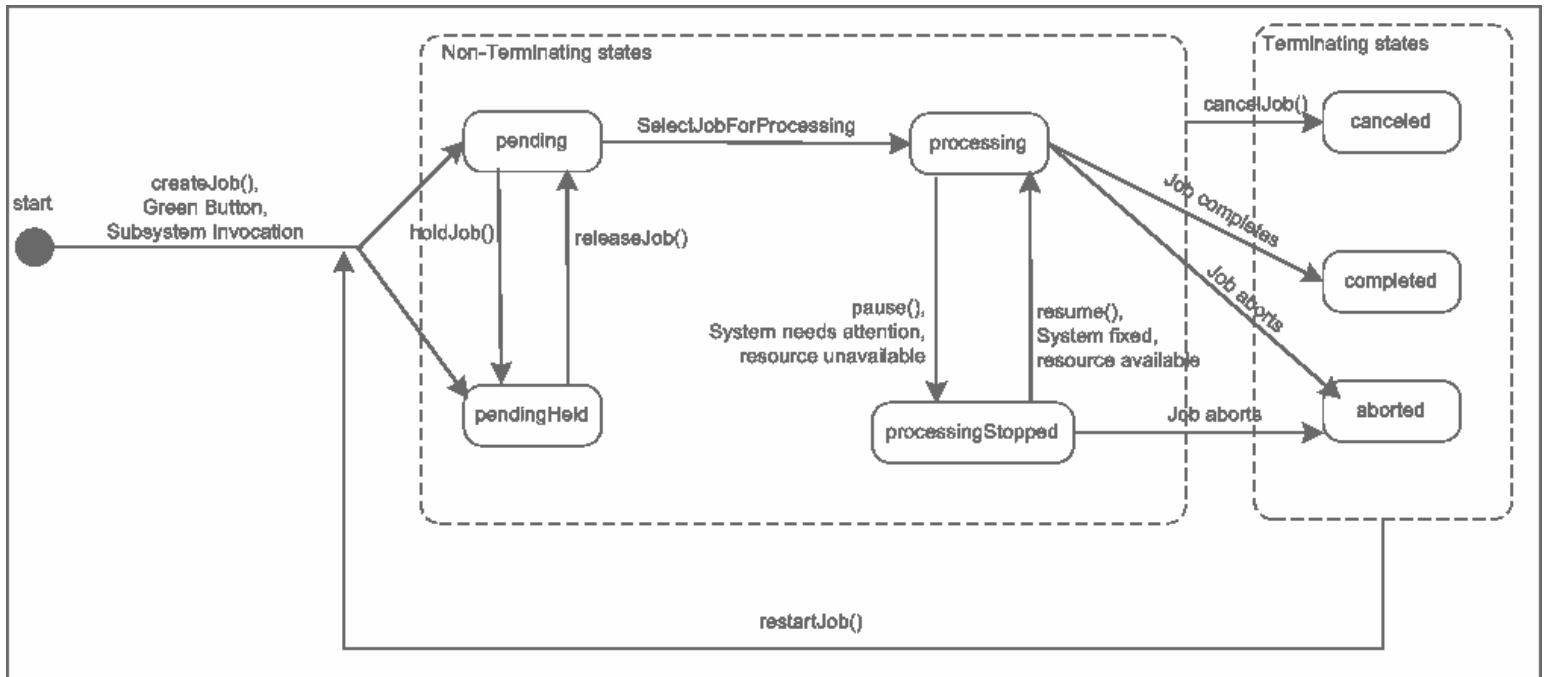 Non-Terminating states
Terminating states
cancelJob()
canceled
pending
SelectJobForProcessing
processing
start
createJob(),
Green Button,
Subsystem Invocation
holdJob()
releaseJob()
Job completes
Job aborts
completed
pause(),
System needs attention,
resource unavailable
resume(),
System fixed,
resource available
pendingHeld
processingStopped
Job aborts
aborted
restartJob()